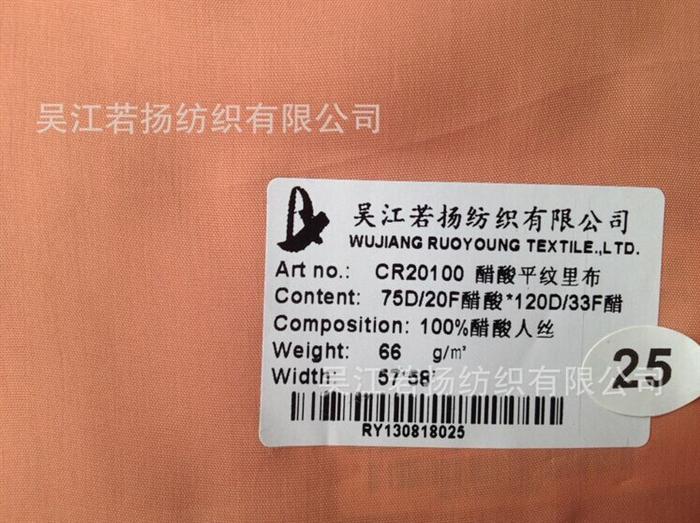 吴江若扬纺织有限公司
吴江若扬纺织有限公司
WUJIANG RUOYOUNG TEXTILE.,LTD.
Art no.: CR20100 醋酸平纹里布
Content: 75D/20F醋酸*120D/33F醋
Composition: 100%醋酸人丝
Weight: 66 g/m²
Width: 57'58'
25
吴江若扬纺织有限公司
RY130818025